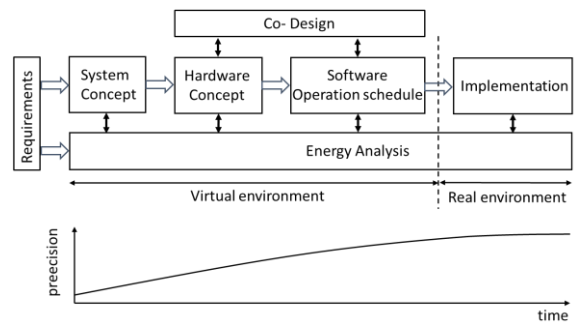 Co- Design
Requirements
System
Concept
Hardware
Concept
Software
Operation schedule
Implementation
Energy Analysis
Virtual environment
Real environment
preecision
time